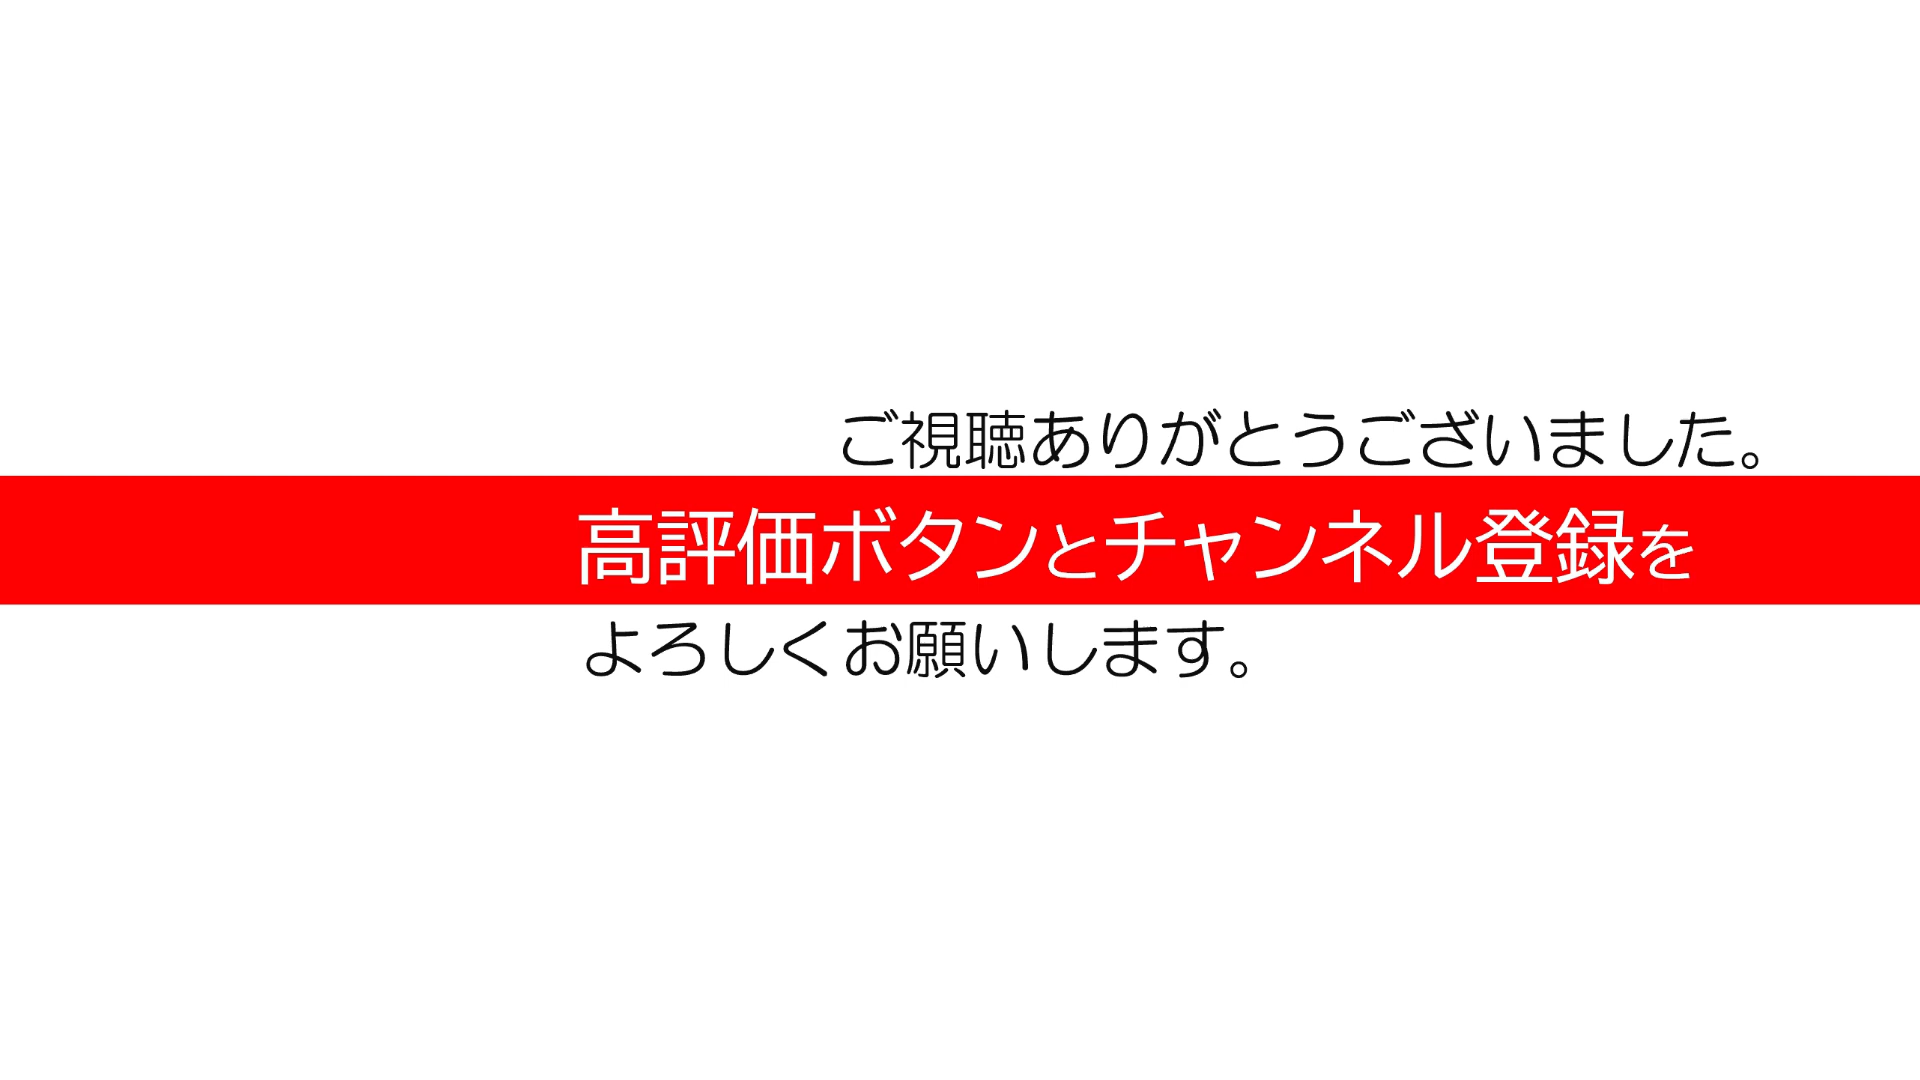 ご視聴ありがとうございました。
高評価ボタンとチャンネル登録を
よろしくお願いします。